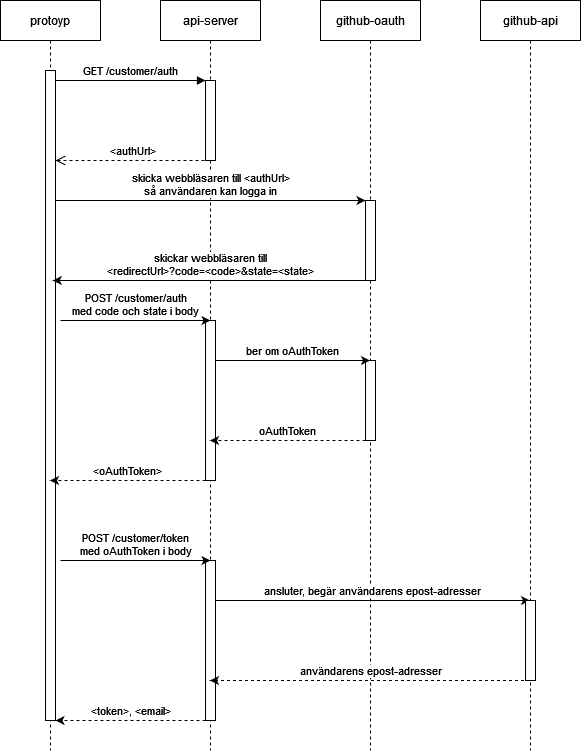 protoyp
api-server
github-oauth
github-api
GET /customer/auth
<authUrl>
skicka webbläsaren till <authUrl>
så användaren kan logga in
skickar webbläsaren till
<redirectUrl>?code=<code>&state=<state>
POST /customer/auth
med code och state i body
ber om oAuthToken
oAuthToken
<oAuthToken>
POST /customer/token
med oAuthToken i body
ansluter, begär användarens epost-adresser
användarens epost-adresser
<token>, <email>